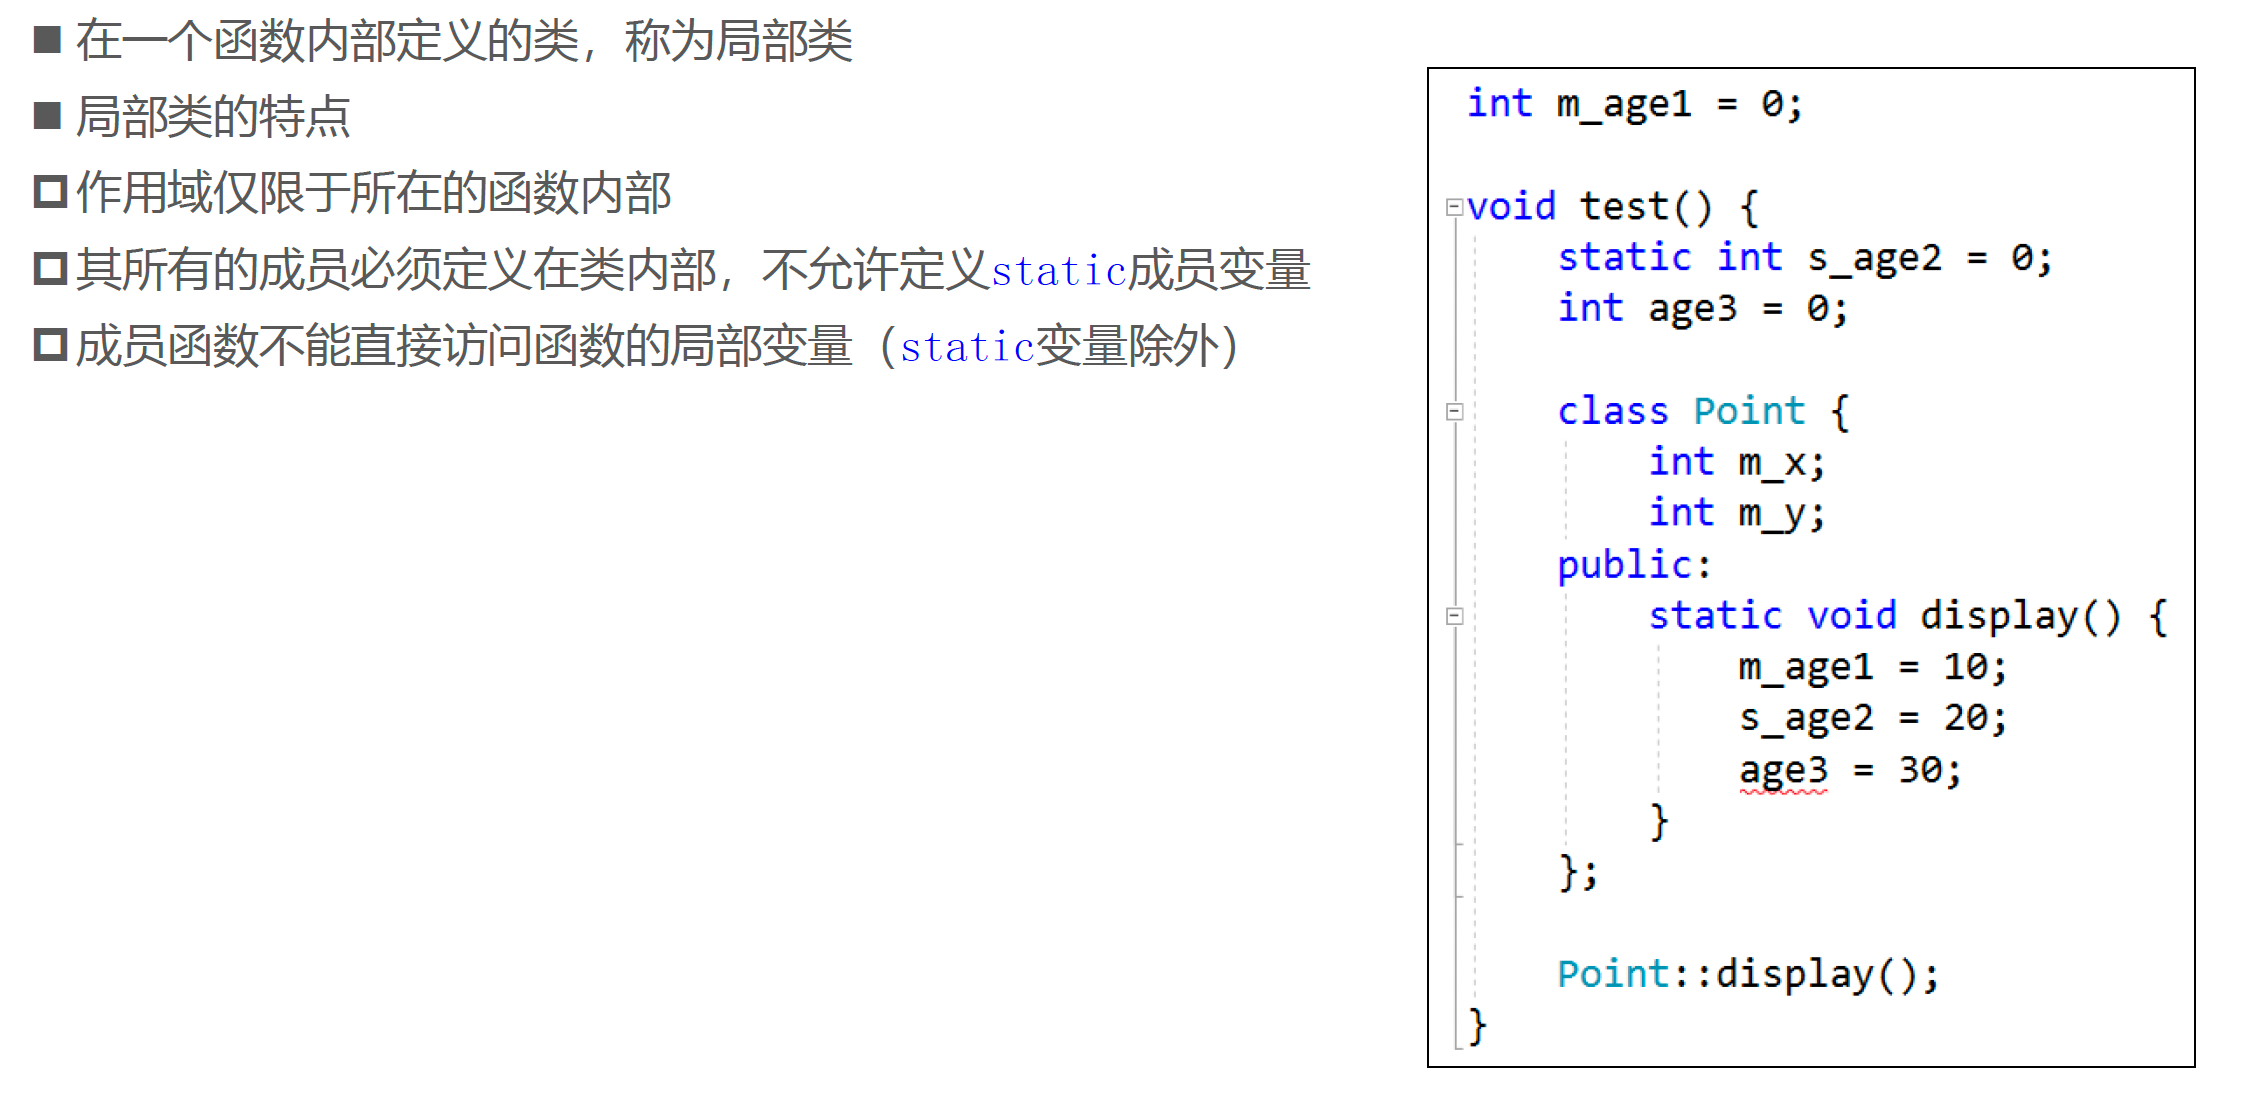 在一个函数内部定义的类，称为局部类
局部类的特点
作用域仅限于所在的函数内部
其所有的成员必须定义在类内部，不允许定义static成员变量
成员函数不能直接访问函数的局部变量（static变量除外）
int m_age1 = 0;
void test() {
static int s_age2 = 0;
int age3 = 0;
class Point {
int m_x;
int m_y;
public:
static void display() {
m_age1 = 10;
s_age2 = 20;
age3 = 30;
}
};
Point::display();
}